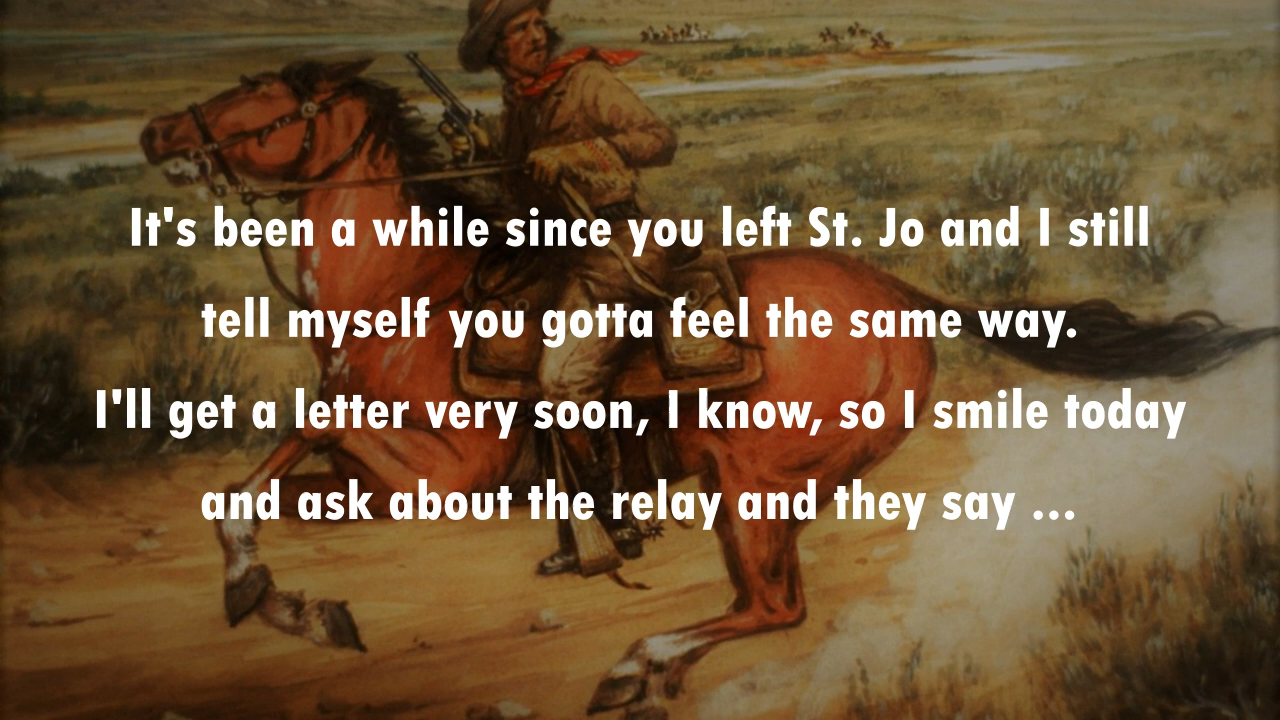 It's been a while since you left St. Jo and I still
tell myself you gotta feel the same way.
I'll get a letter very soon, I know, so I smile today
and ask about the relay and they say ...